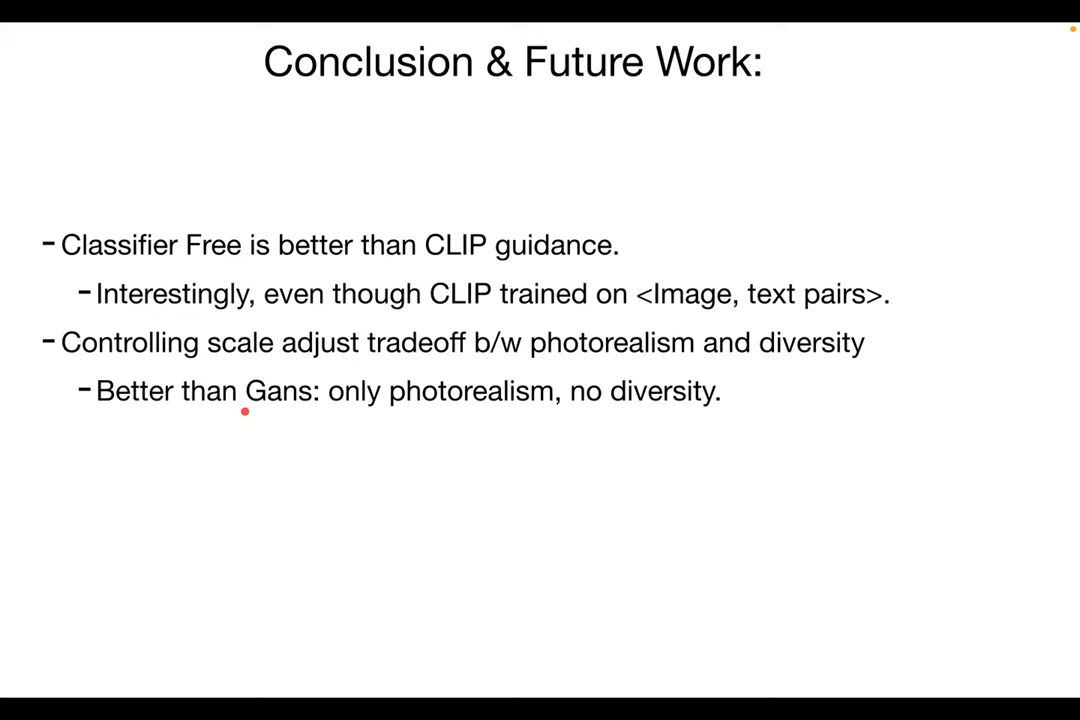 Conclusion & Future Work:
- Classifier Free is better than CLIP guidance.
- Interestingly, even though CLIP trained on <Image, text pairs>.
- Controlling scale adjust tradeoff b/w photorealism and diversity
- Better than Gans: only photorealism, no diversity.